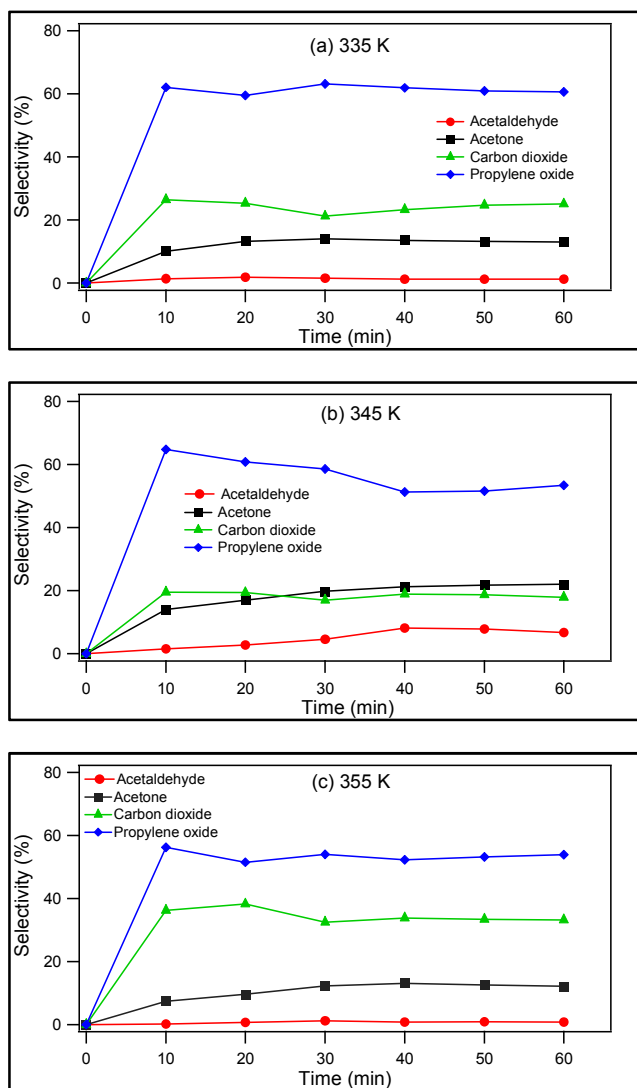 (a) 335 K
80
60
40
20
0
Selectivity (%)
Acetaldehyde
Acetone
Carbon dioxide
Propylene oxide
0 10 20 30 40 50 60
Time (min)
(b) 345 K
80
60
40
20
0
Selectivity (%)
Acetaldehyde
Acetone
Carbon dioxide
Propylene oxide
0 10 20 30 40 50 60
Time (min)
(c) 355 K
80
60
40
20
0
Selectivity (%)
Acetaldehyde
Acetone
Carbon dioxide
Propylene oxide
0 10 20 30 40 50 60
Time (min)